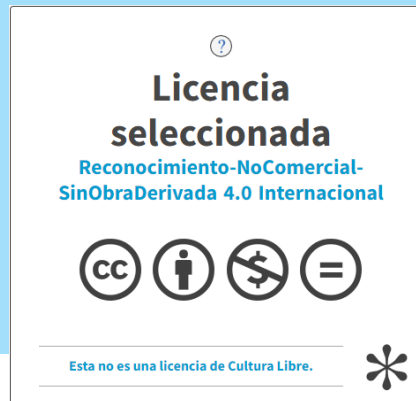 ?
Licencia
seleccionada
Reconocimiento-NoComercial-
SinObraDerivada 4.0 Internacional
cc $ =
Esta no es una licencia de Cultura Libre.
*